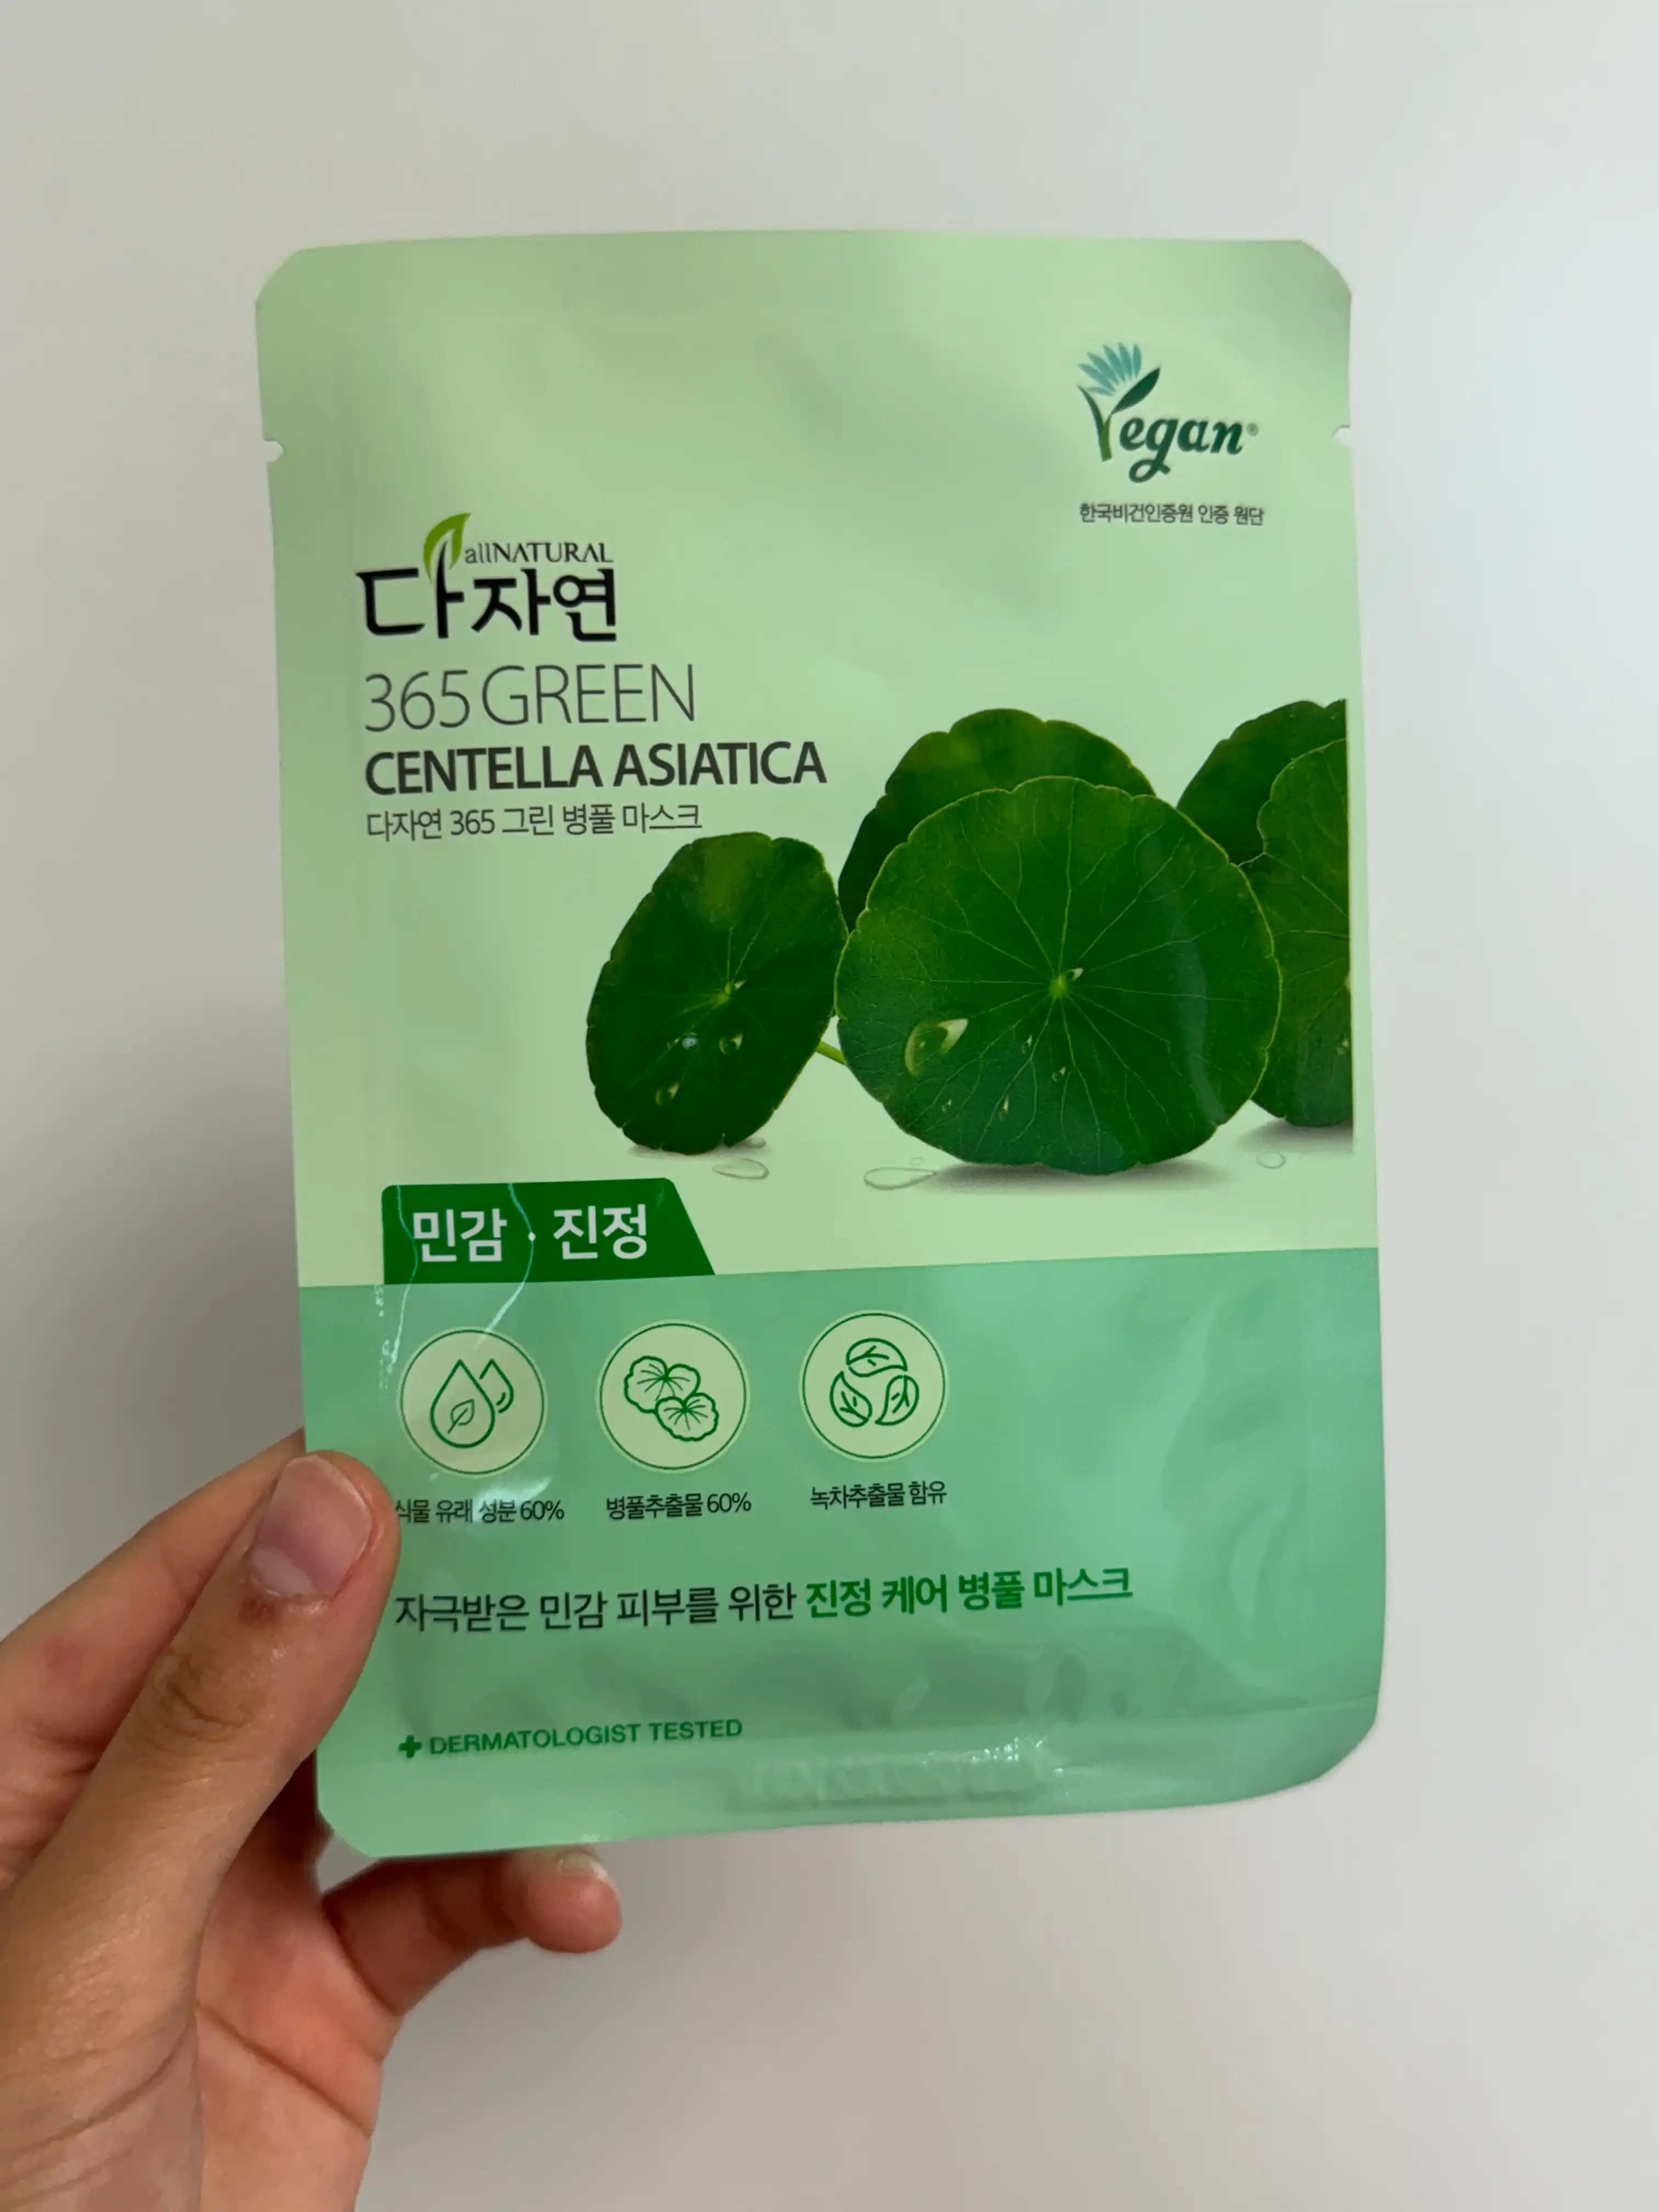 Vegan®
한국비건인증원 인증 원단
allNATURAL
다자연
365 GREEN
CENTELLA ASIATICA
다자연 365 그린 병풀 마스크
민감 · 진정
식물 유래 성분 60%
병풀추출물 60%
녹차추출물 함유
자극받은 민감 피부를 위한 진정 케어 병풀 마스크
DERMATOLOGIST TESTED